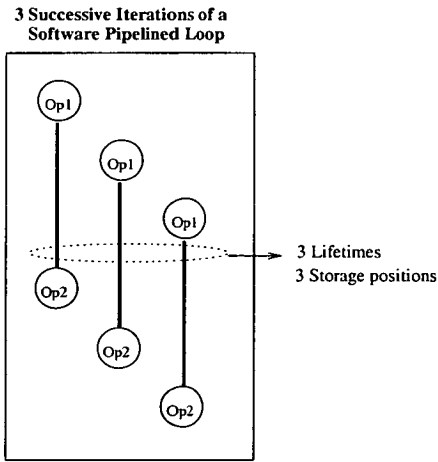 3 Successive Iterations of a
Software Pipelined Loop
Op1
Op1
Op1
3 Lifetimes
3 Storage positions
Op2
Op2
Op2